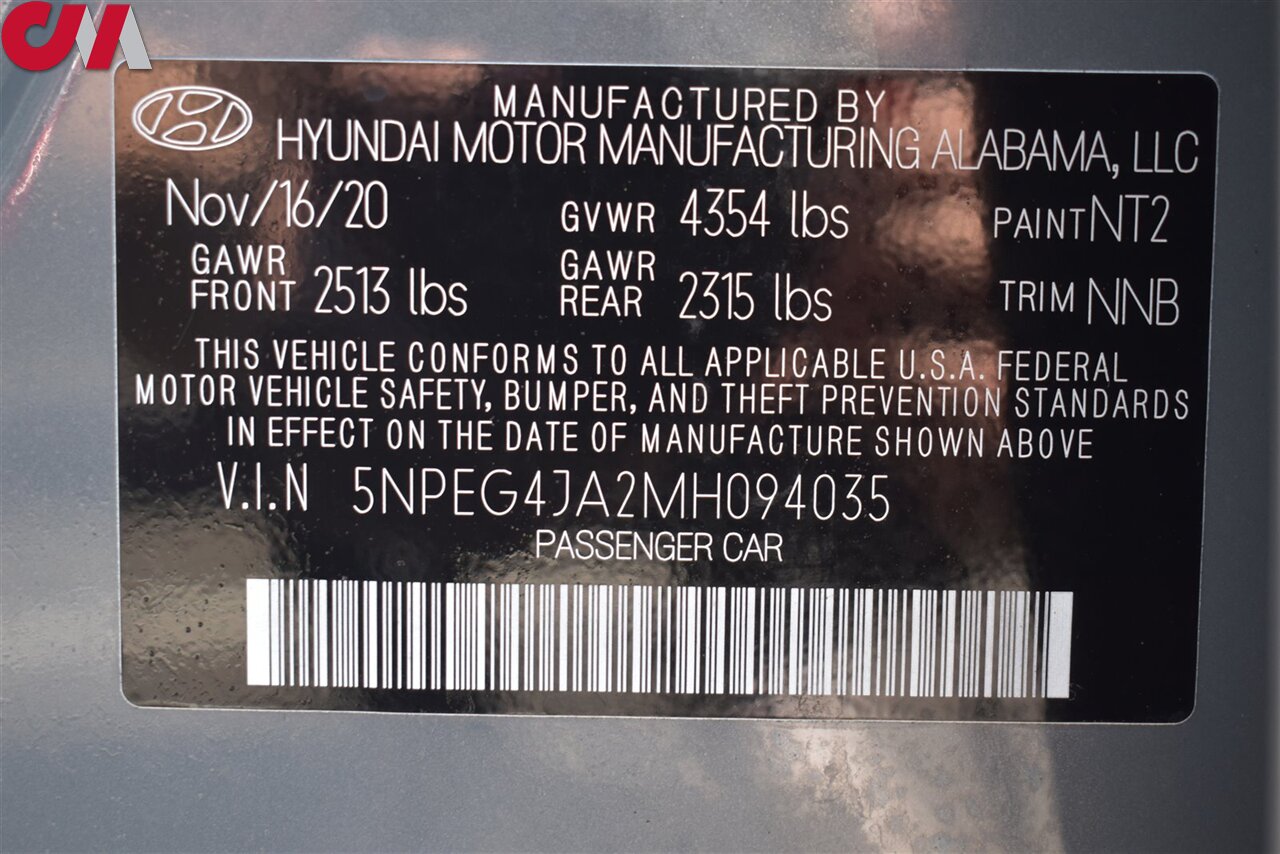 CM
MANUFACTURED BY
HYUNDAI MOTOR MANUFACTURING ALABAMA, LLC
Nov/16/20 GVWR 4354 lbs PAINT NT2
GAWR FRONT 2513 lbs GAWR REAR 2315 lbs TRIM NNB
THIS VEHICLE CONFORMS TO ALL APPLICABLE U.S.A. FEDERAL
MOTOR VEHICLE SAFETY, BUMPER, AND THEFT PREVENTION STANDARDS
IN EFFECT ON THE DATE OF MANUFACTURE SHOWN ABOVE
V.I.N 5NPEG4JA2MH094035
PASSENGER CAR